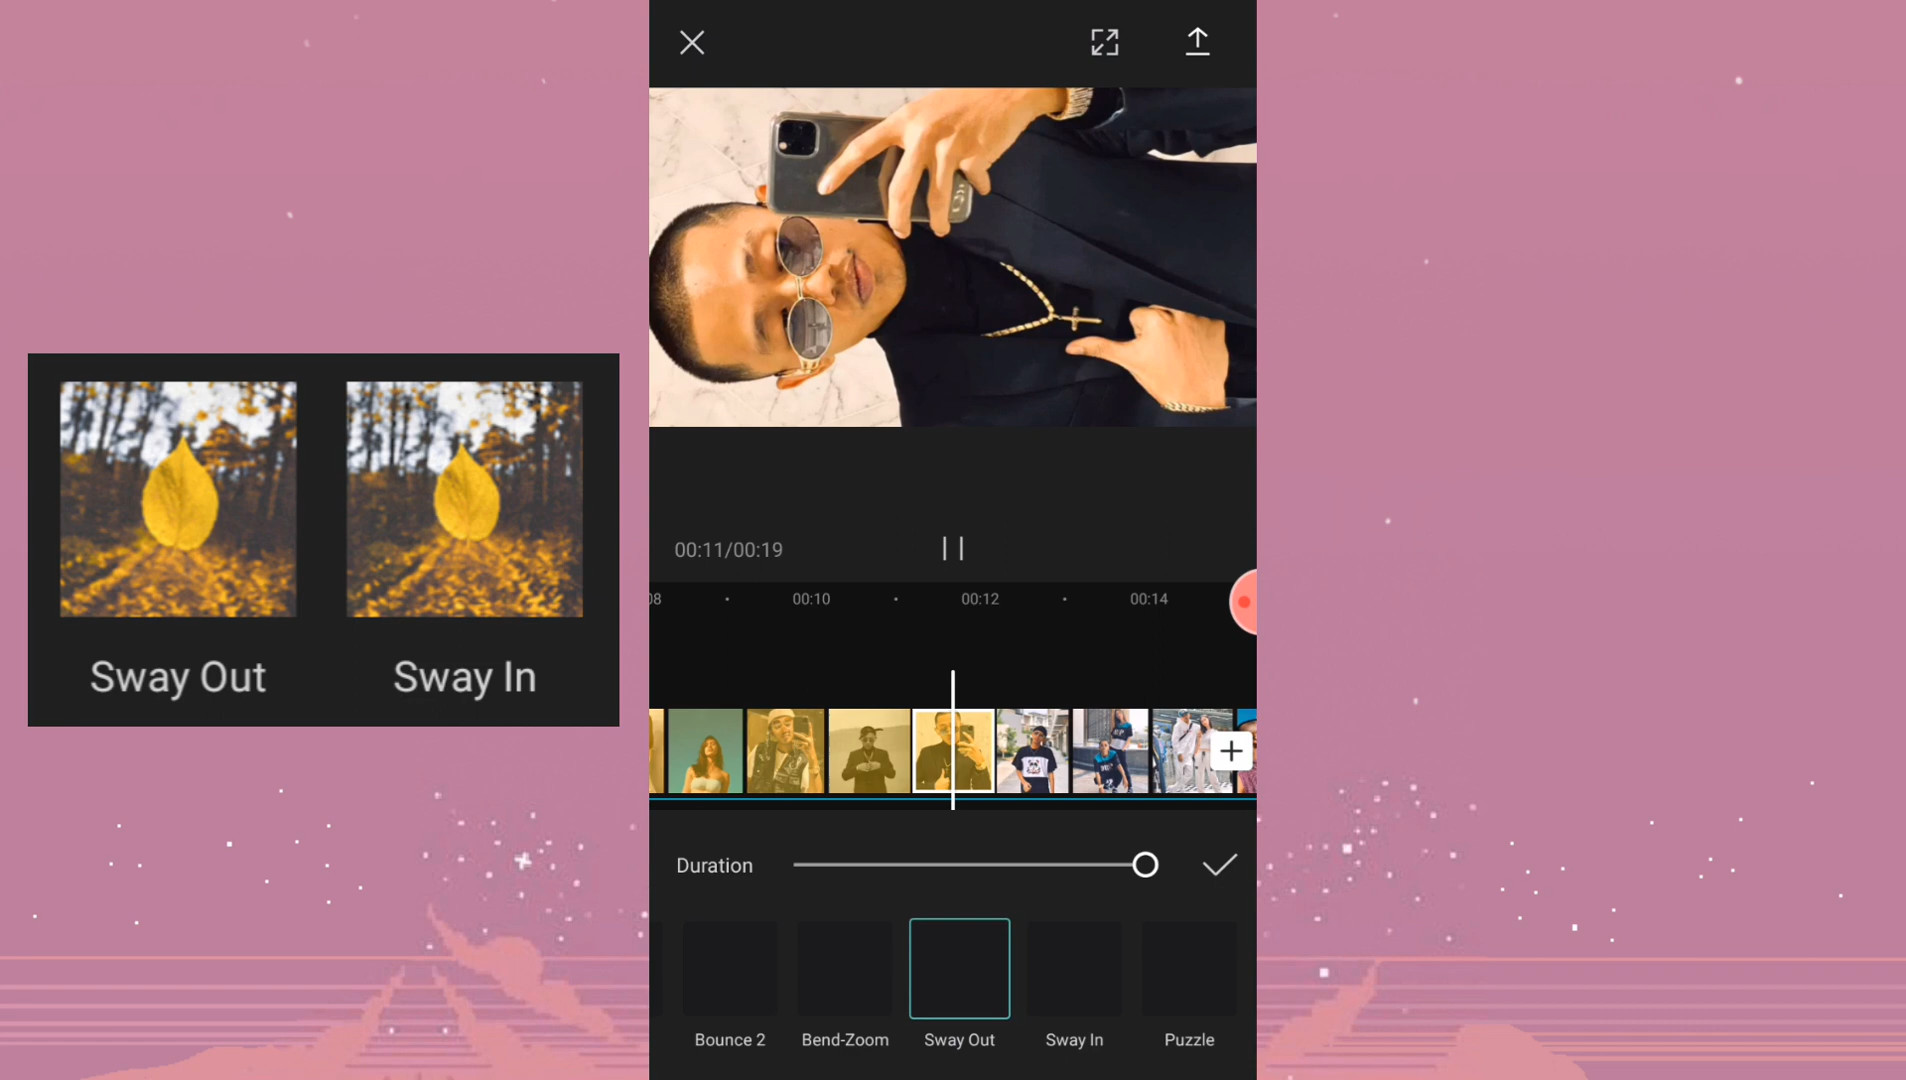 Sway Out
Sway In
00:11/00:19
08
00:10
00:12
00:14
Duration
Bounce 2
Bend-Zoom
Sway Out
Sway In
Puzzle